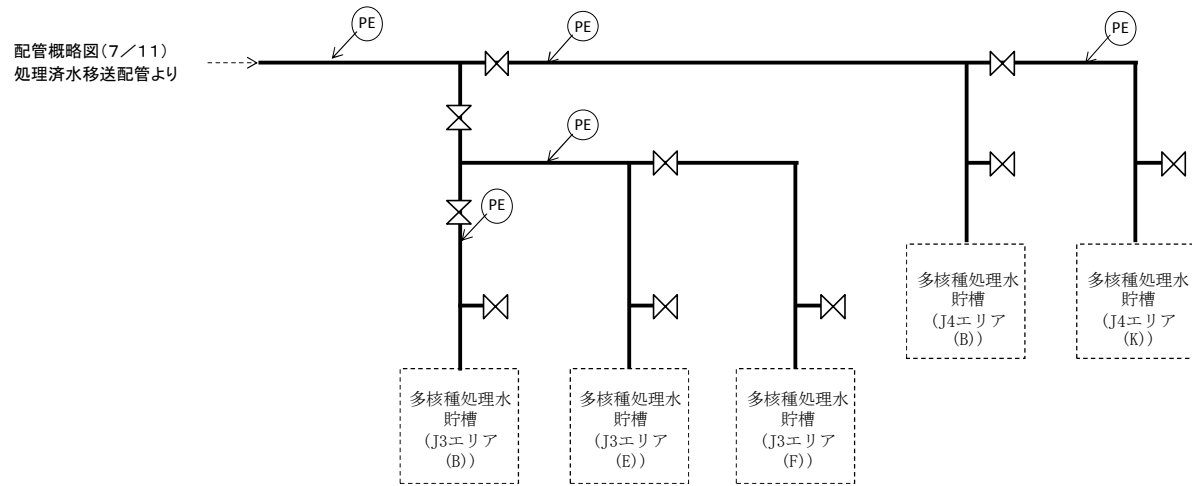 PE
PE
PE
配管概略図(7/11)
処理済水移送配管より
PE
PE
多核種処理水
貯槽
(J4エリア
(B))
多核種処理水
貯槽
(J4エリア
(K))
多核種処理水
貯槽
(J3エリア
(B))
多核種処理水
貯槽
(J3エリア
(E))
多核種処理水
貯槽
(J3エリア
(F))